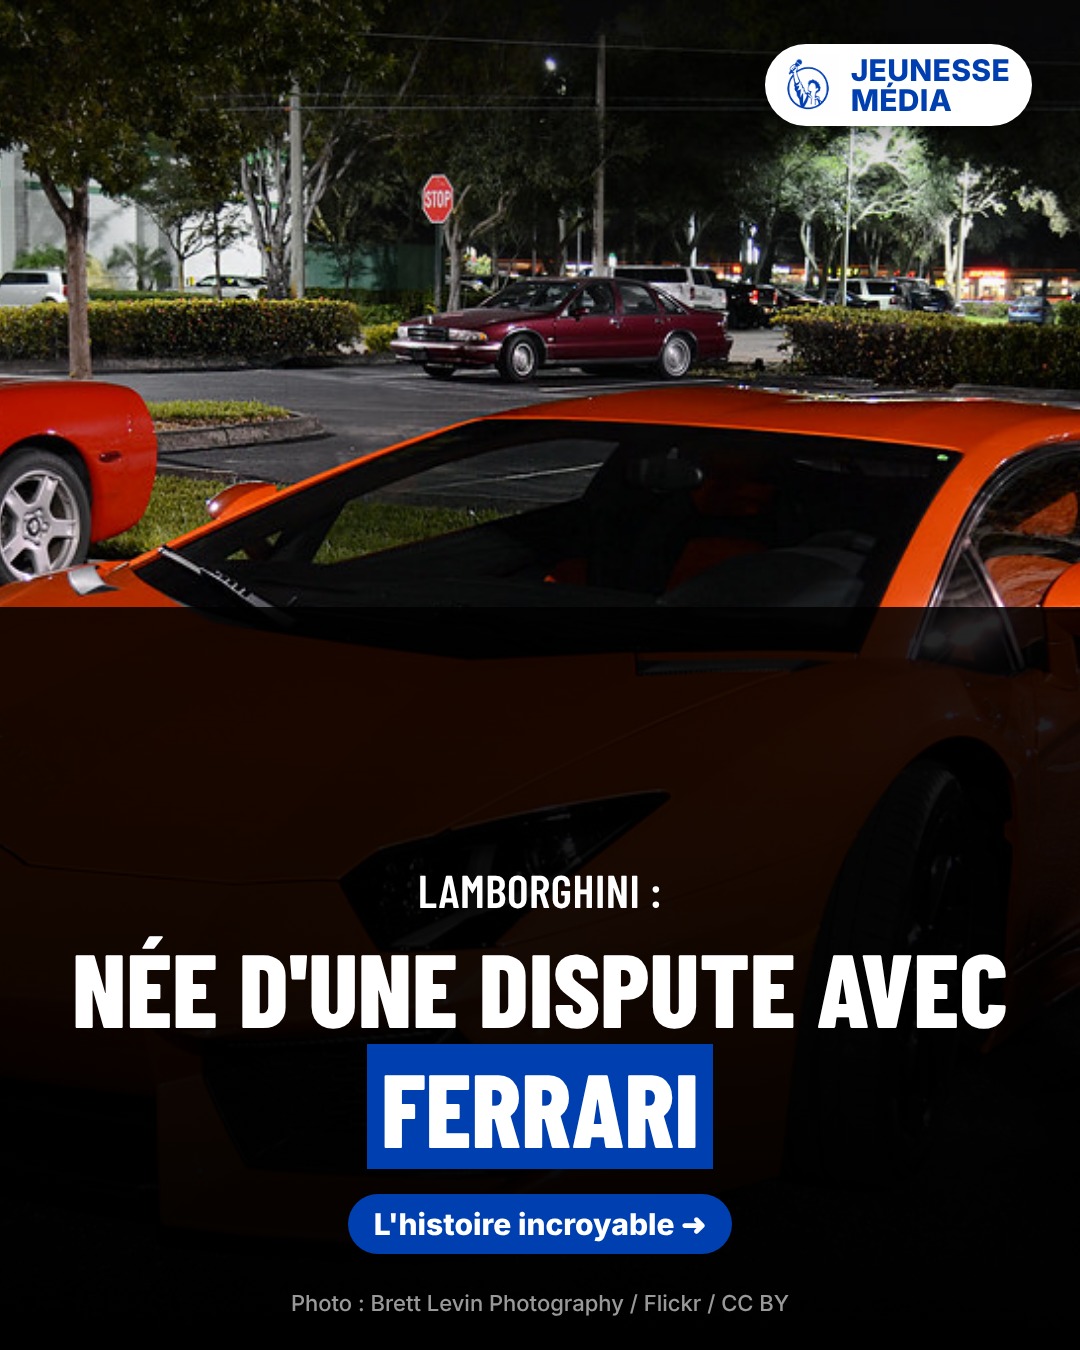 JEUNESSE
MÉDIA
STOP
LAMBORGHINI :
NÉE D'UNE DISPUTE AVEC
FERRARI
L'histoire incroyable ➜
Photo : Brett Levin Photography / Flickr / CC BY